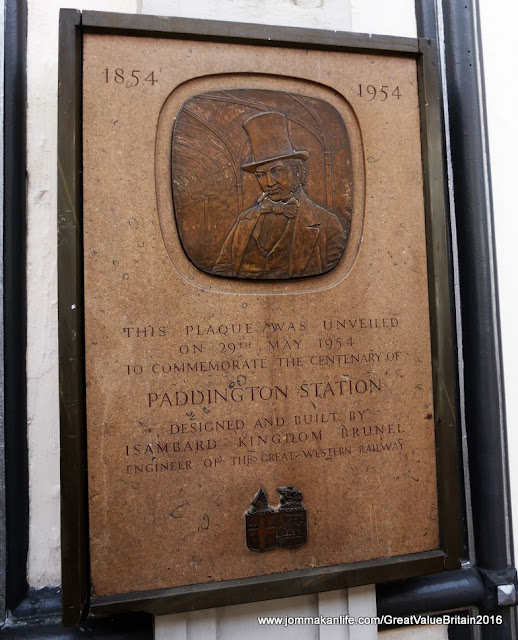 1854 1954
THIS PLAQUE WAS UNVEILED
ON 29TH MAY 1954
TO COMMEMORATE THE CENTENARY OF
PADDINGTON STATION
DESIGNED AND BUILT BY
ISAMBARD KINGDOM BRUNEL
ENGINEER OF THE GREAT WESTERN RAILWAY
www.jommakanlife.com/GreatValueBritain2016